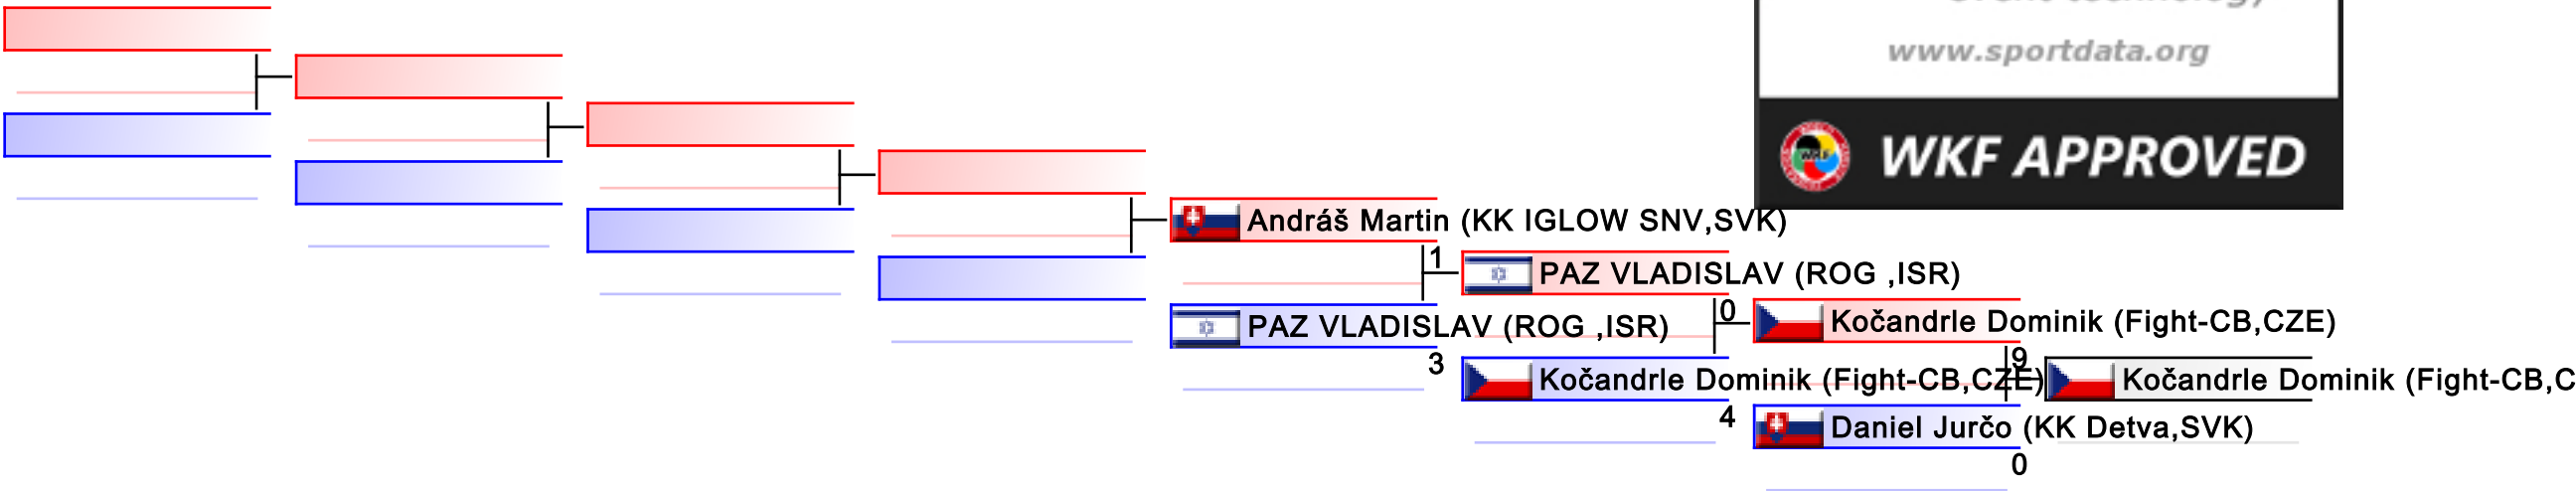 www.sportdata.org
WKF APPROVED
Andráš Martin (KK IGLOW SNV,SVK)
1
PAZ VLADISLAV (ROG ,ISR)
0
PAZ VLADISLAV (ROG ,ISR)
3
Kočandrle Dominik (Fight-CB,CZE)
9
Kočandrle Dominik (Fight-CB,CZE)
4
Kočandrle Dominik (Fight-CB,C
Daniel Jurčo (KK Detva,SVK)
0